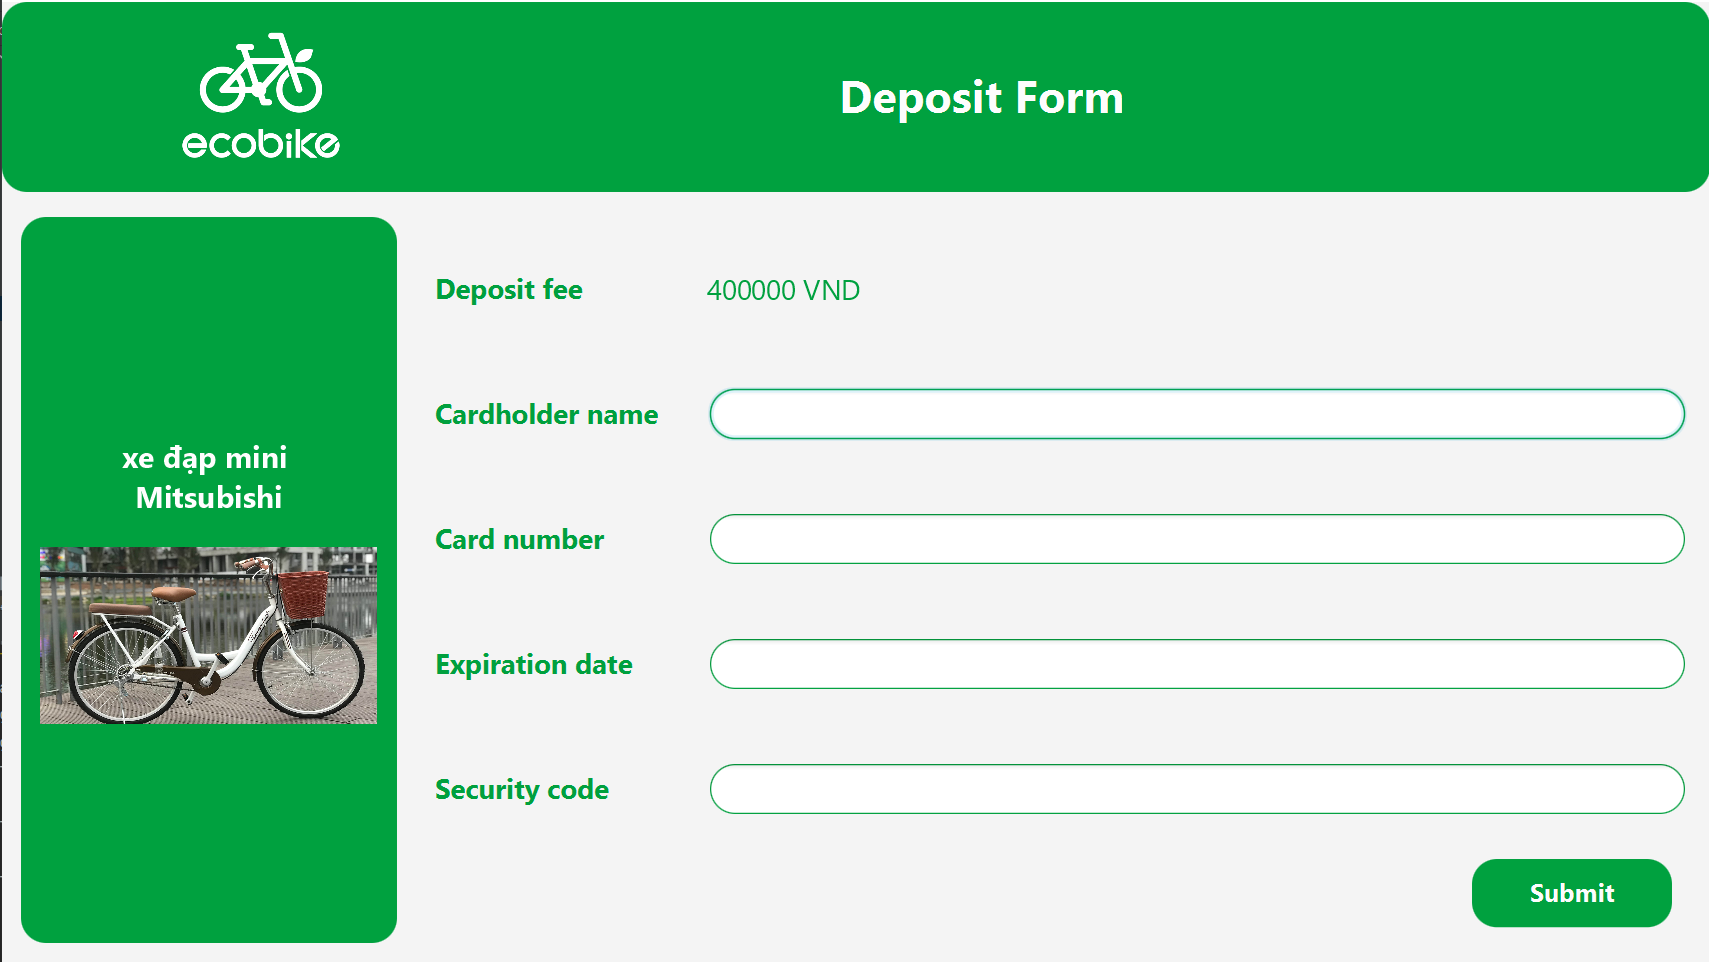 ecobike
Deposit Form
xe đạp mini
Mitsubishi
Deposit fee
400000 VND
Cardholder name
Card number
Expiration date
Security code
Submit